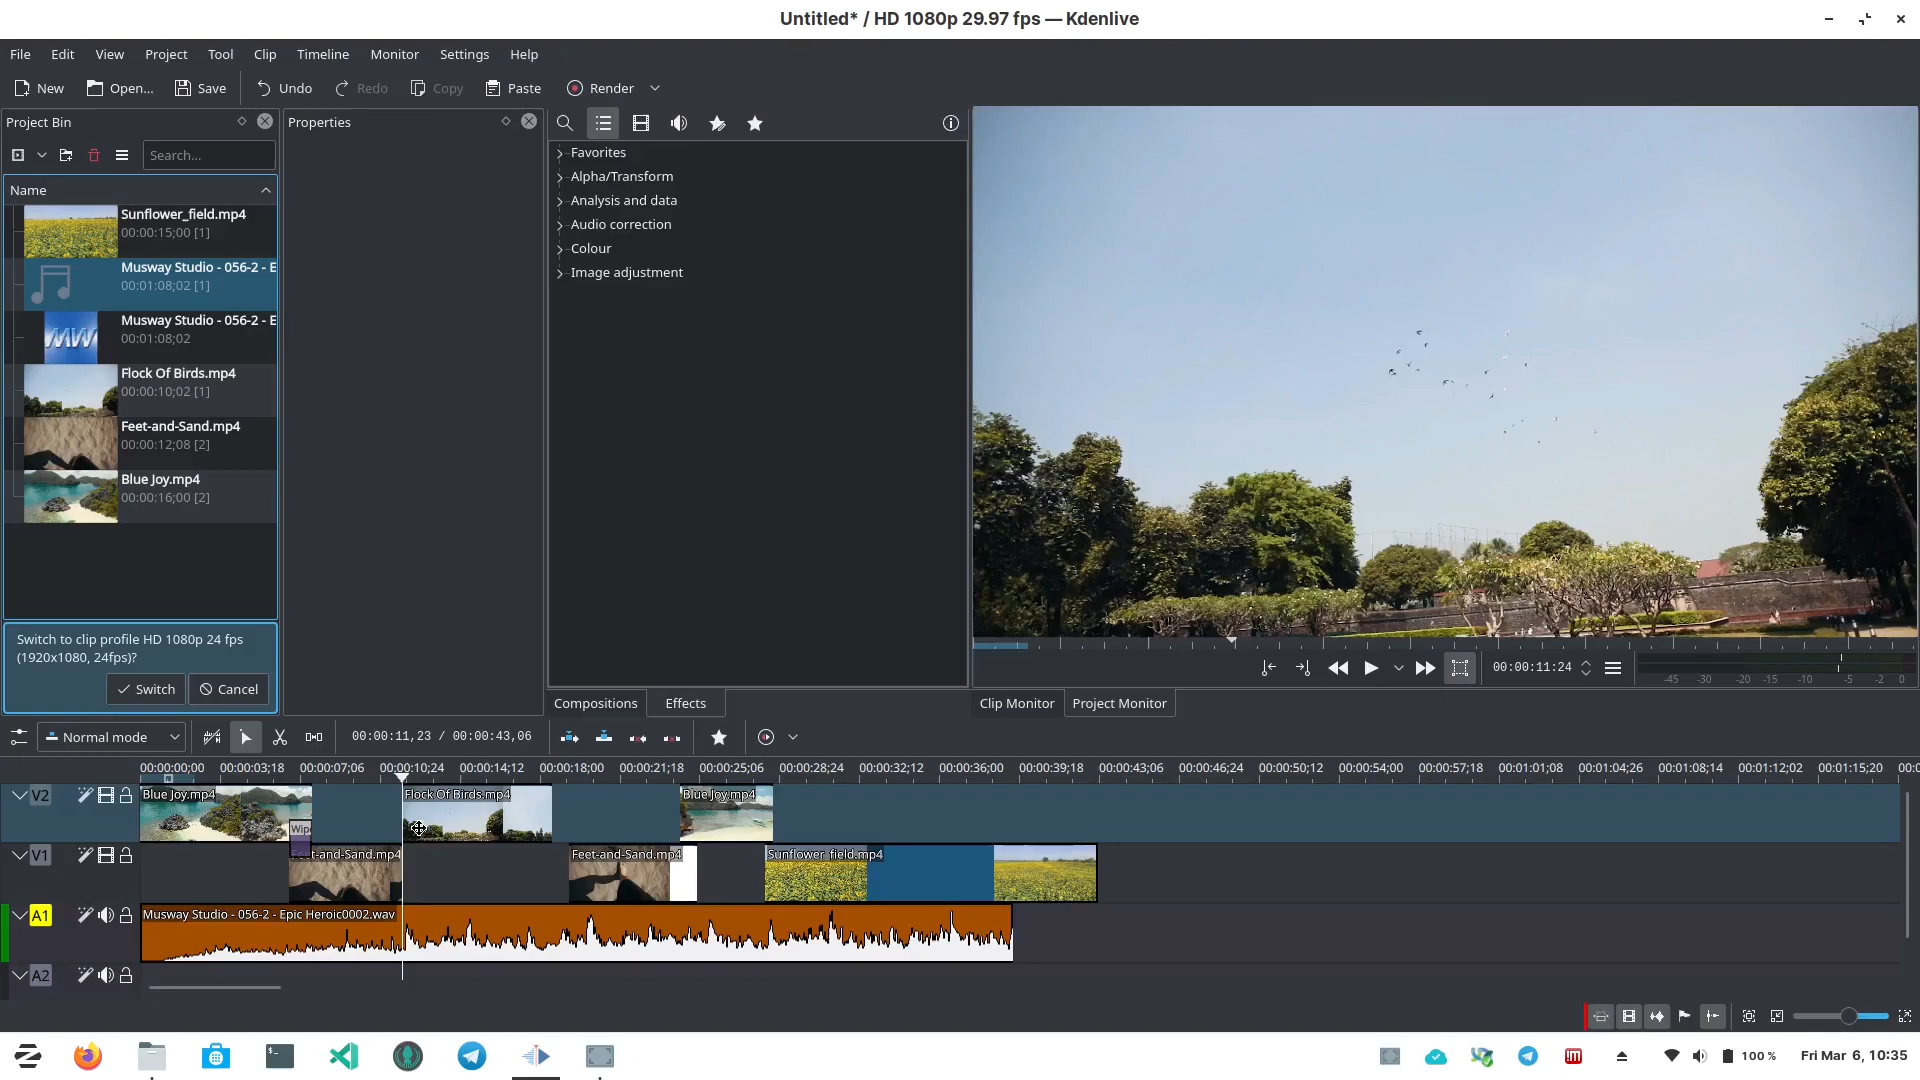 Untitled* / HD 1080p 29.97 fps — Kdenlive
File Edit View Project Tool Clip Timeline Monitor Settings Help
New Open... Save Undo Redo Copy Paste Render
Project Bin
Search...
Name
Sunflower_field.mp4
00:00:15;00 [1]
Musway Studio - 056-2 - E
00:01:08;02 [1]
MW
Musway Studio - 056-2 - E
00:01:08;02
Flock Of Birds.mp4
00:00:10;02 [1]
Feet-and-Sand.mp4
00:00:12;08 [2]
Blue Joy.mp4
00:00:16;00 [2]
Switch to clip profile HD 1080p 24 fps
(1920x1080, 24fps)?
Switch Cancel
Properties
Favorites
Alpha/Transform
Analysis and data
Audio correction
Colour
Image adjustment
Compositions Effects
00:00:11:24
-45 -30 -20 -15 -10 -5 -2 0
Clip Monitor Project Monitor
Normal mode 00:00:11,23 / 00:00:43,06
00:00:00;00 00:00:03;18 00:00:07;06 00:00:10;24 00:00:14;12 00:00:18;00 00:00:21;18 00:00:25;06 00:00:28;24 00:00:32;12 00:00:36;00 00:00:39;18 00:00:43;06 00:00:46;24 00:00:50;12 00:00:54;00 00:00:57;18 00:01:01;08 00:01:04;26 00:01:08;14 00:01:12;02 00:01:15;20 00:0
V2 Blue Joy.mp4 Flock Of Birds.mp4 Blue Joy.mp4
Wip
V1 Feet-and-Sand.mp4 Feet-and-Sand.mp4 Sunflower_field.mp4
A1 Musway Studio - 056-2 - Epic Heroic0002.wav
A2
100 % Fri Mar 6, 10:35